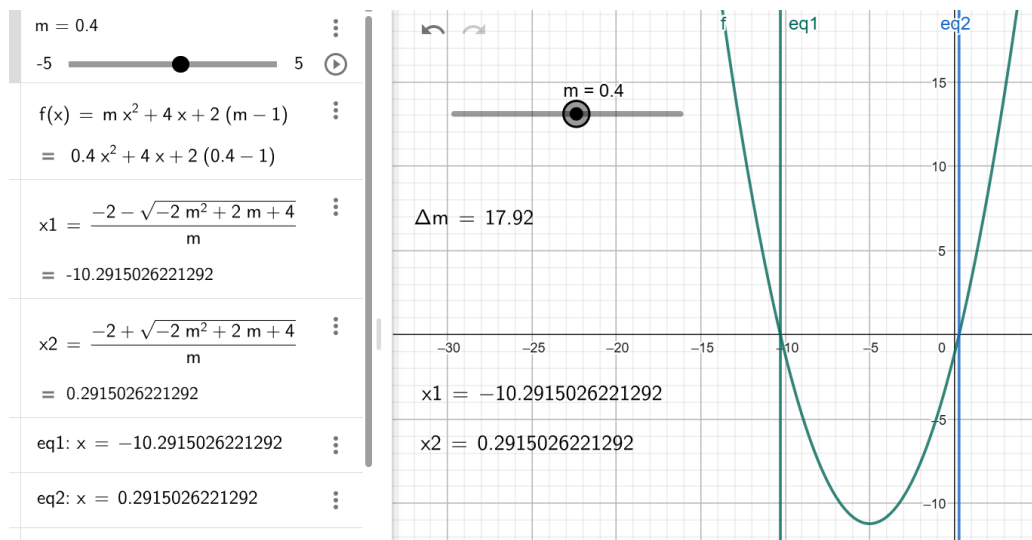 m = 0.4
-5 5
f(x) = m x² + 4 x + 2 (m − 1)
= 0.4 x² + 4 x + 2 (0.4 − 1)
x1 = (−2 − √(−2 m² + 2 m + 4)) / m
= -10.2915026221292
x2 = (−2 + √(−2 m² + 2 m + 4)) / m
= 0.2915026221292
eq1: x = −10.2915026221292
eq2: x = 0.2915026221292
f eq1 eq2
15
m = 0.4
10
Δm = 17.92
5
−30 −25 −20 −15 −10 −5 0
x1 = −10.2915026221292
−5
x2 = 0.2915026221292
−10